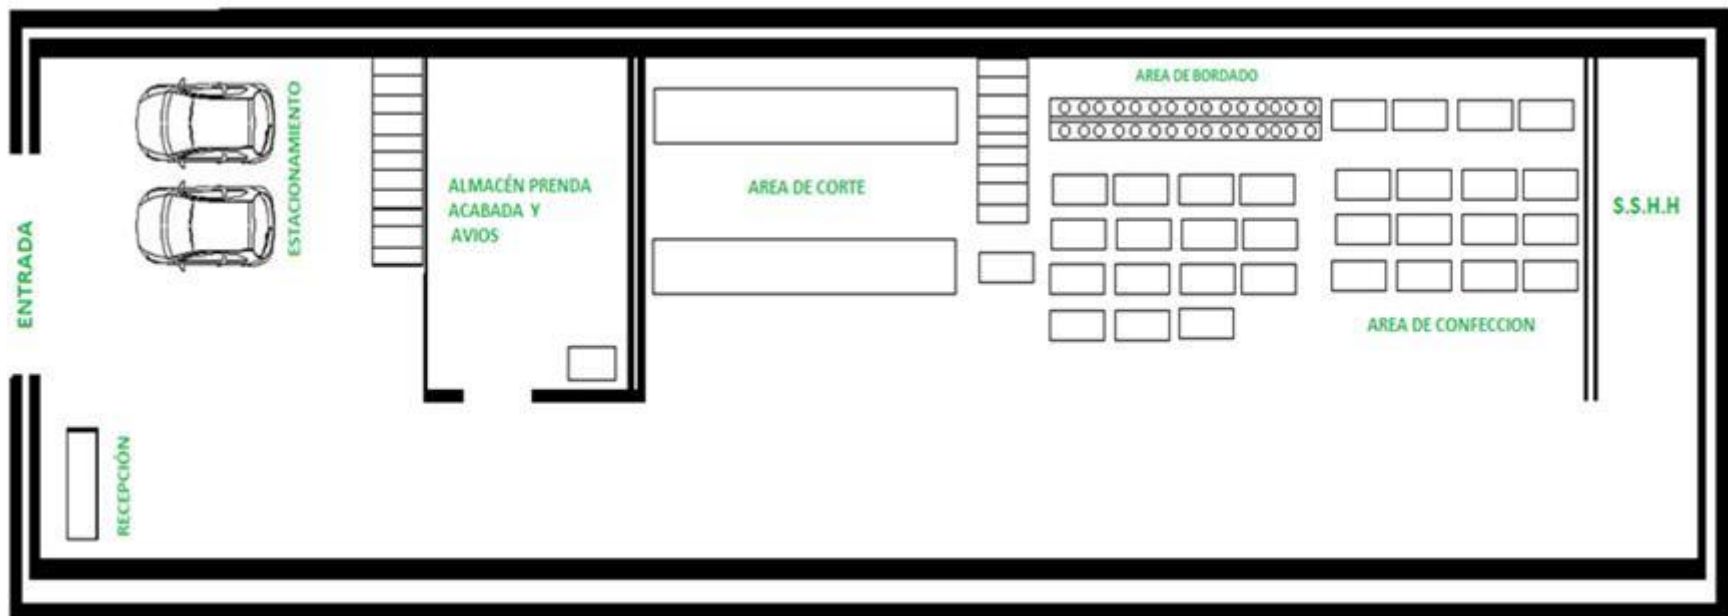 ENTRADA
RECEPCIÓN
ESTACIONAMIENTO
ALMACÉN PRENDA
ACABADA Y
AVIOS
AREA DE CORTE
AREA DE BORDADO
AREA DE CONFECCION
S.S.H.H